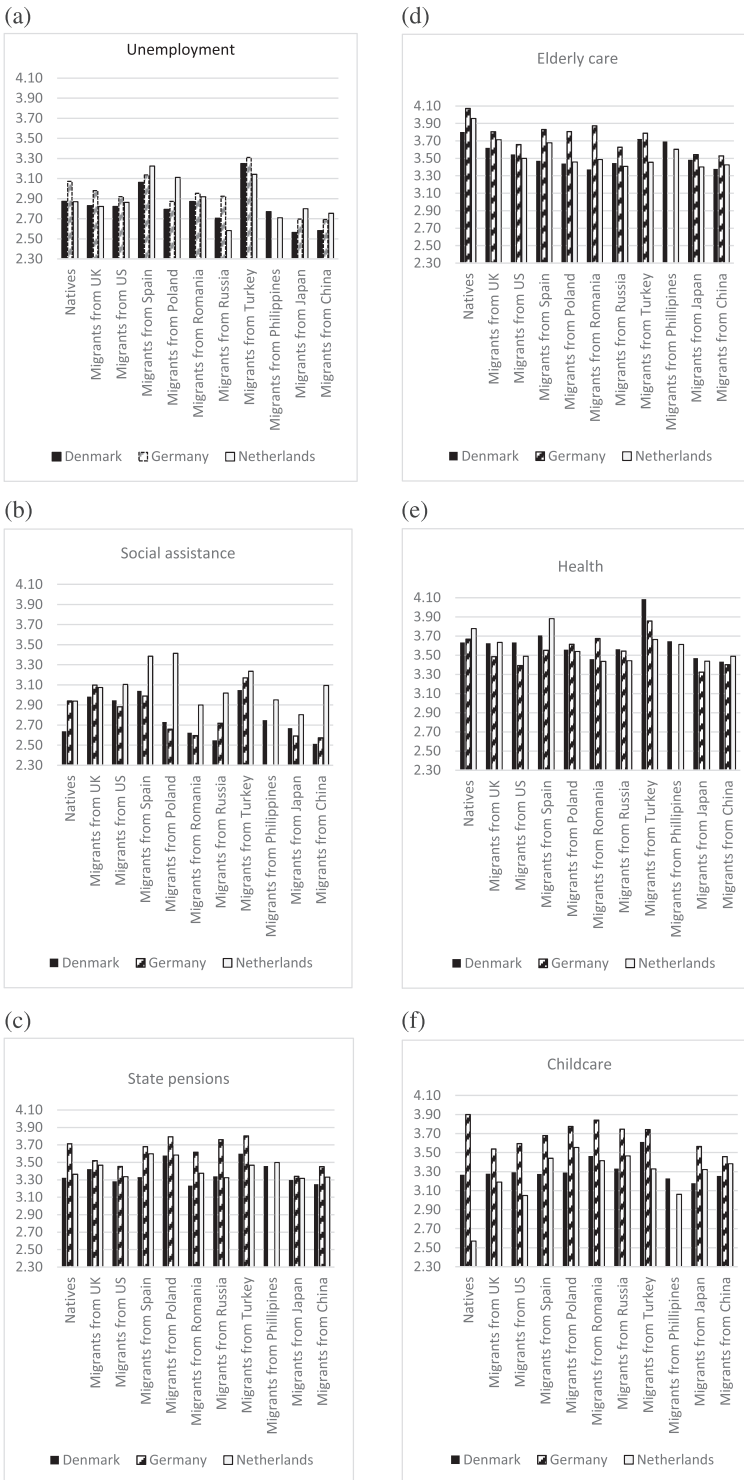 (a)
Unemployment
4.10
3.90
3.70
3.50
3.30
3.10
2.90
2.70
2.50
2.30
Natives
Migrants from UK
Migrants from US
Migrants from Spain
Migrants from Poland
Migrants from Romania
Migrants from Russia
Migrants from Turkey
Migrants from Philippines
Migrants from Japan
Migrants from China
Denmark Germany Netherlands
(b)
Social assistance
4.10
3.90
3.70
3.50
3.30
3.10
2.90
2.70
2.50
2.30
Natives
Migrants from UK
Migrants from US
Migrants from Spain
Migrants from Poland
Migrants from Romania
Migrants from Russia
Migrants from Turkey
Migrants from Philippines
Migrants from Japan
Migrants from China
Denmark Germany Netherlands
(c)
State pensions
4.10
3.90
3.70
3.50
3.30
3.10
2.90
2.70
2.50
2.30
Natives
Migrants from UK
Migrants from US
Migrants from Spain
Migrants from Poland
Migrants from Romania
Migrants from Russia
Migrants from Turkey
Migrants from Phillipines
Migrants from Japan
Migrants from China
Denmark Germany Netherlands
(d)
Elderly care
4.10
3.90
3.70
3.50
3.30
3.10
2.90
2.70
2.50
2.30
Natives
Migrants from UK
Migrants from US
Migrants from Spain
Migrants from Poland
Migrants from Romania
Migrants from Russia
Migrants from Turkey
Migrants from Phillipines
Migrants from Japan
Migrants from China
Denmark Germany Netherlands
(e)
Health
4.10
3.90
3.70
3.50
3.30
3.10
2.90
2.70
2.50
2.30
Natives
Migrants from UK
Migrants from US
Migrants from Spain
Migrants from Poland
Migrants from Romania
Migrants from Russia
Migrants from Turkey
Migrants from Phillipines
Migrants from Japan
Migrants from China
Denmark Germany Netherlands
(f)
Childcare
4.10
3.90
3.70
3.50
3.30
3.10
2.90
2.70
2.50
2.30
Natives
Migrants from UK
Migrants from US
Migrants from Spain
Migrants from Poland
Migrants from Romania
Migrants from Russia
Migrants from Turkey
Migrants from Phillipines
Migrants from Japan
Migrants from China
Denmark Germany Netherlands